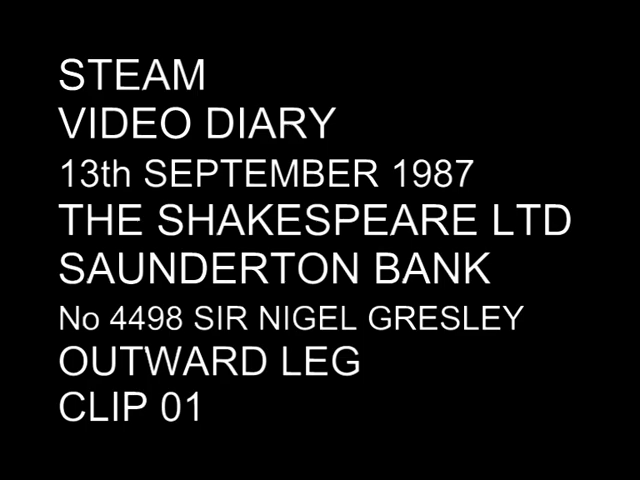 STEAM
VIDEO DIARY
13th SEPTEMBER 1987
THE SHAKESPEARE LTD
SAUNDERTON BANK
No 4498 SIR NIGEL GRESLEY
OUTWARD LEG
CLIP 01